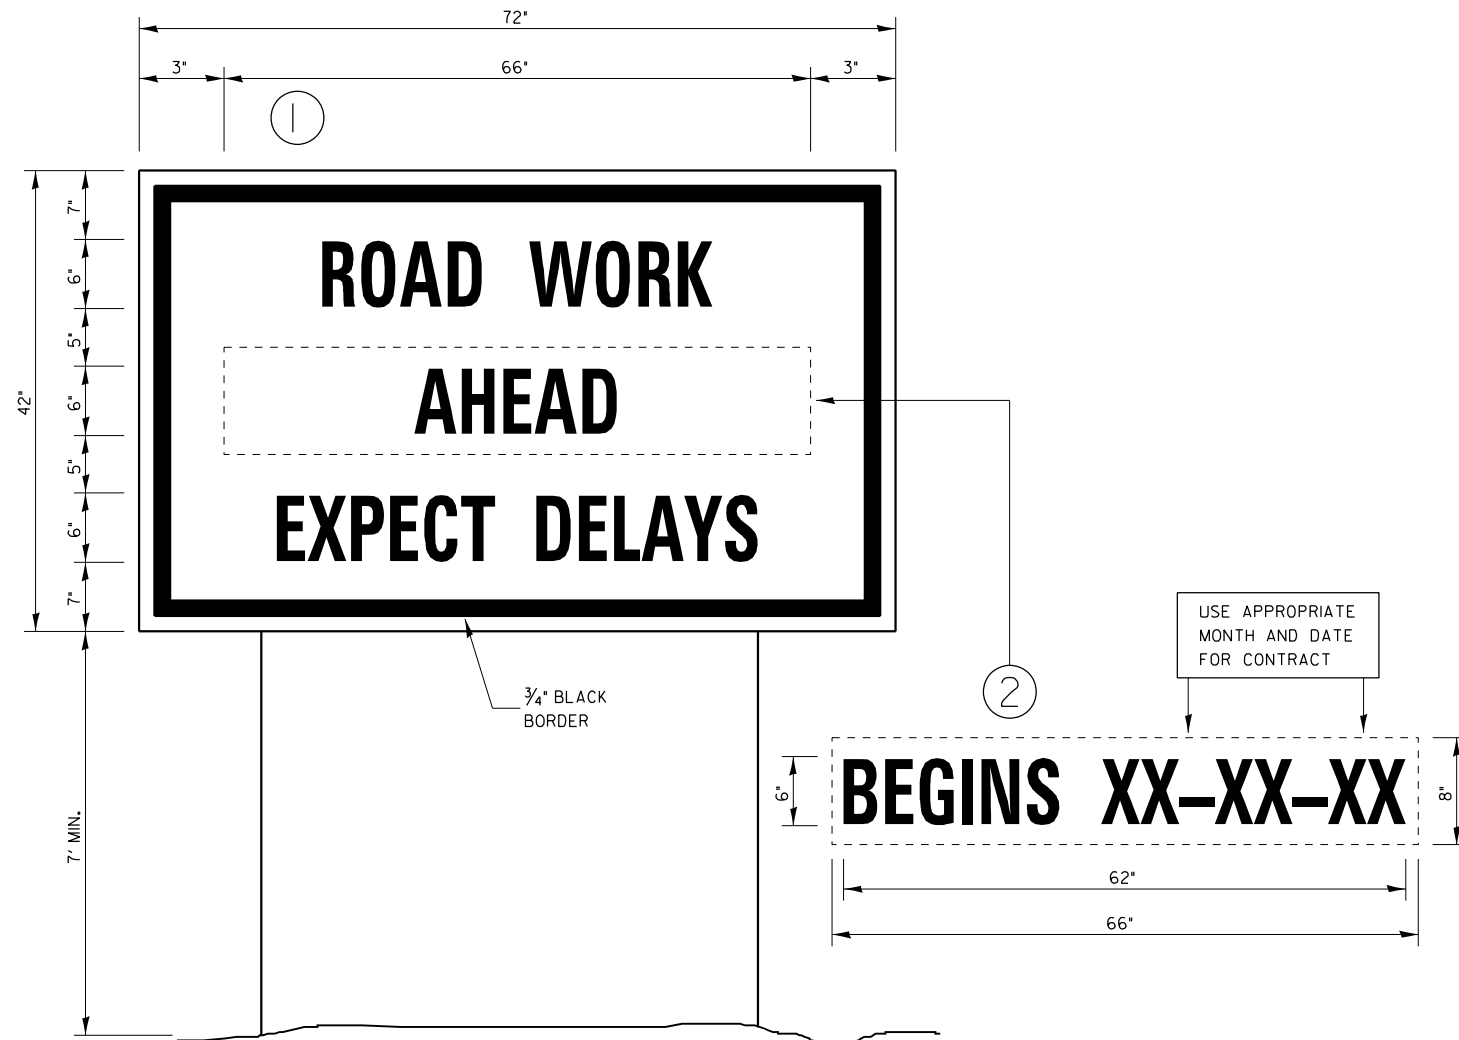 72"
3" 66" 3"
1
7"
6"
5"
6"
5"
6"
7"
42"
7' MIN.
ROAD WORK
AHEAD
EXPECT DELAYS
3/4" BLACK
BORDER
2
USE APPROPRIATE
MONTH AND DATE
FOR CONTRACT
6"
BEGINS XX-XX-XX
8"
62"
66"